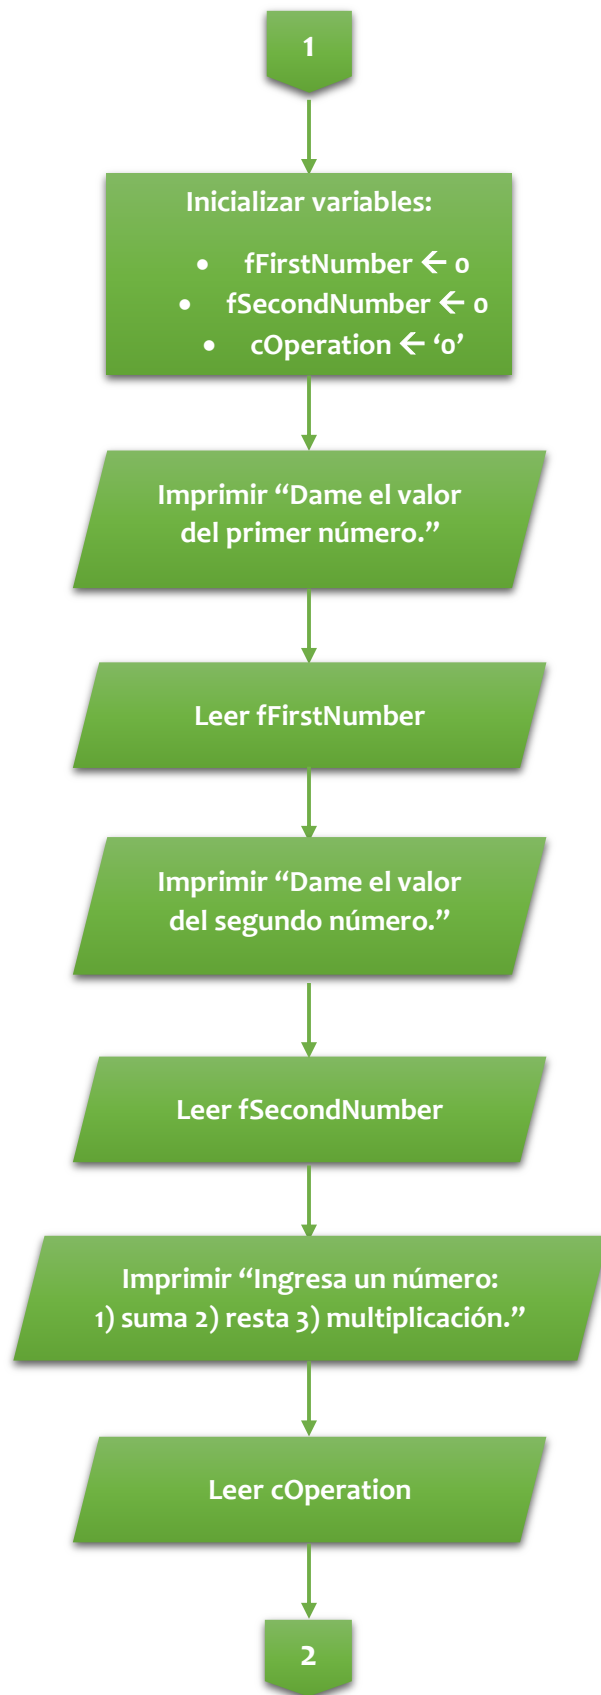 1
Inicializar variables:
• fFirstNumber ← 0
• fSecondNumber ← 0
• cOperation ← ‘0’
Imprimir “Dame el valor
del primer número.”
Leer fFirstNumber
Imprimir “Dame el valor
del segundo número.”
Leer fSecondNumber
Imprimir “Ingresa un número:
1) suma 2) resta 3) multiplicación.”
Leer cOperation
2